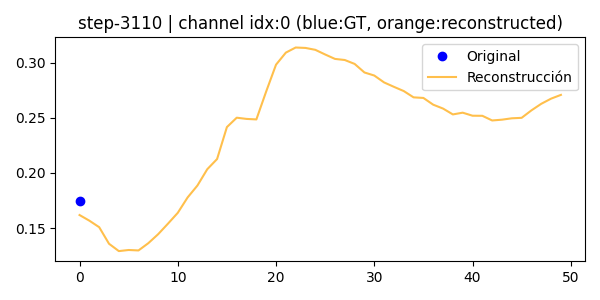 step-3110 | channel idx:0 (blue:GT, orange:reconstructed)
Original
Reconstrucción
0.30
0.25
0.20
0.15
0 10 20 30 40 50